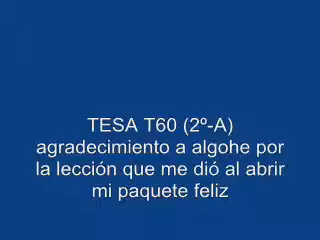 TESA T60 (2º-A)
agradecimiento a algohe por
la lección que me dió al abrir
mi paquete feliz